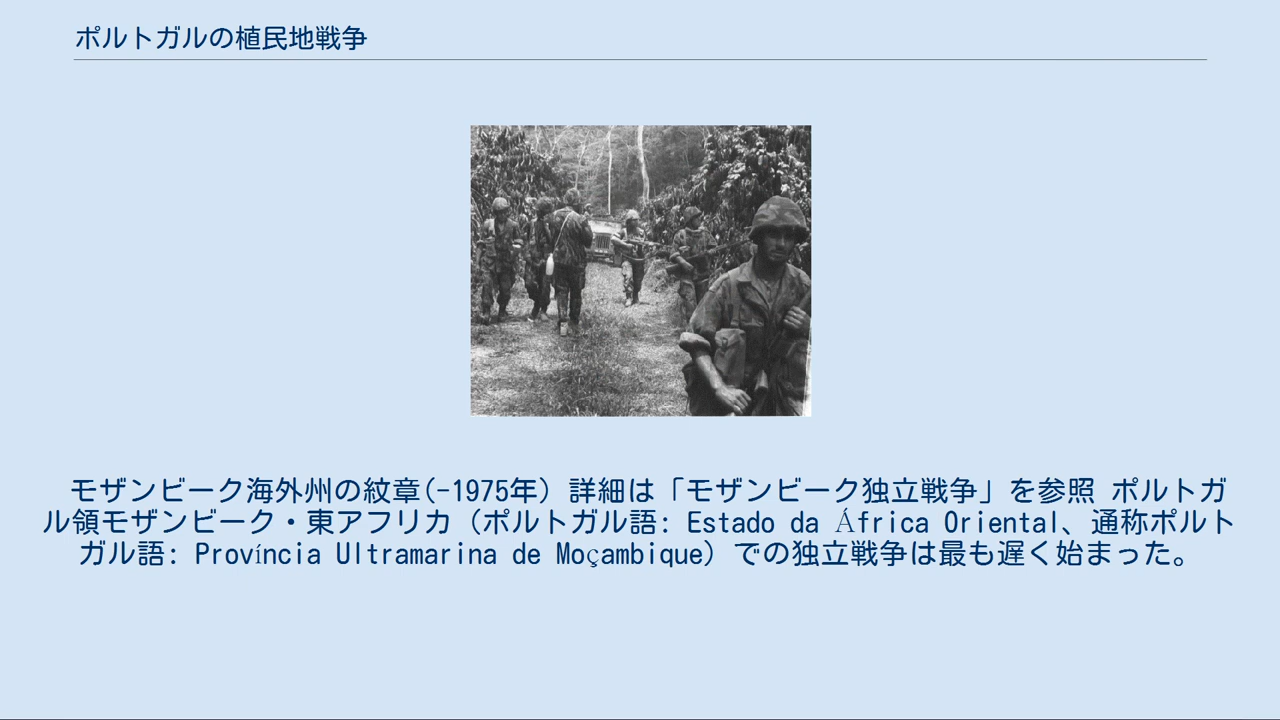 ポルトガルの植民地戦争
モザンビーク海外州の紋章(-1975年) 詳細は「モザンビーク独立戦争」を参照 ポルトガ
ル領モザンビーク・東アフリカ（ポルトガル語: Estado da África Oriental、通称ポルト
ガル語: Província Ultramarina de Moçambique）での独立戦争は最も遅く始まった。